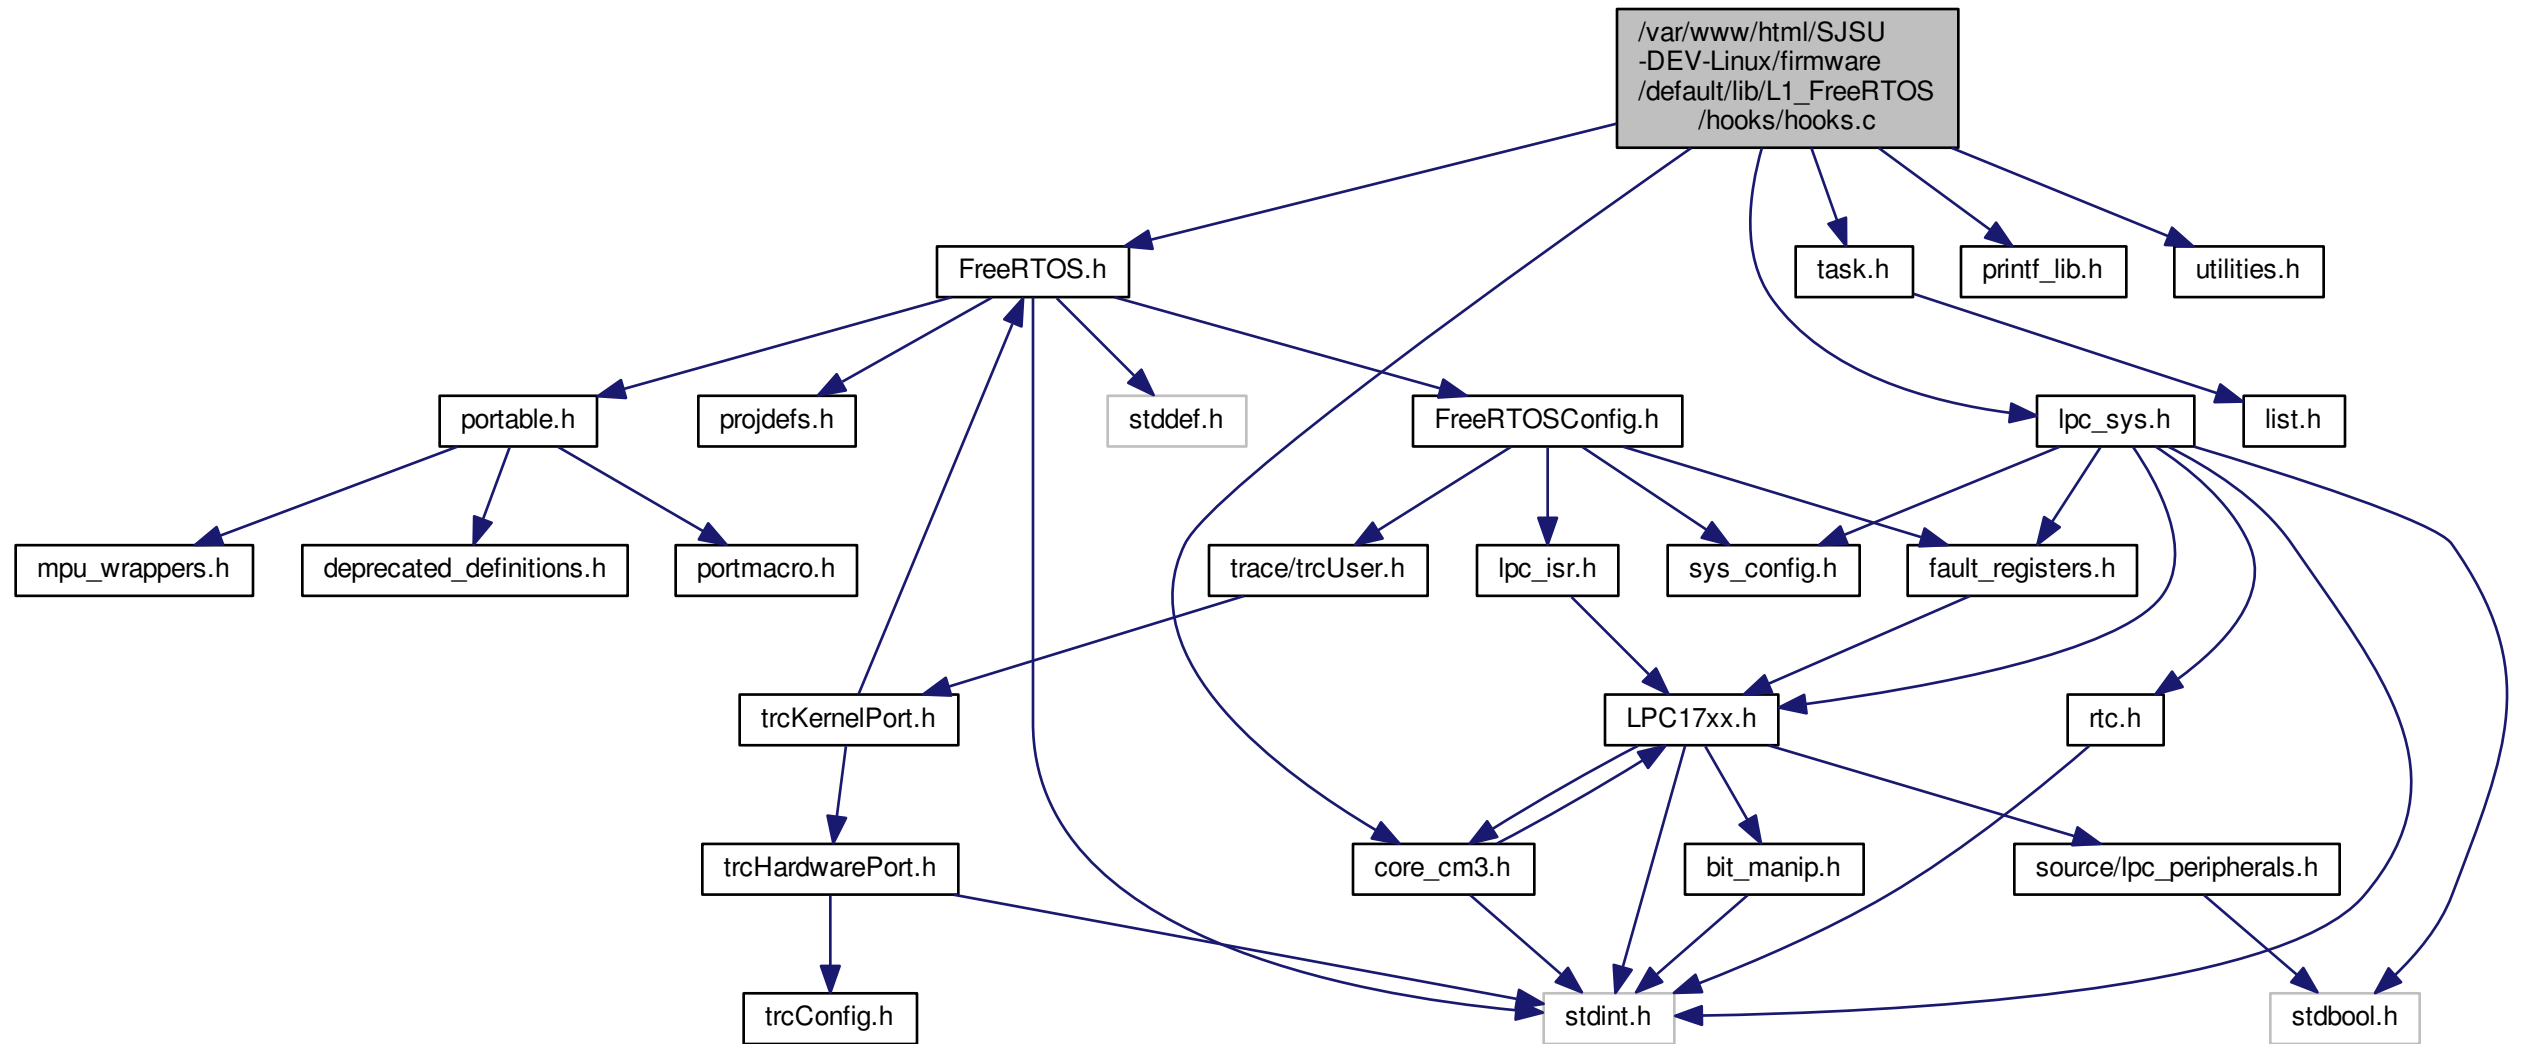 /var/www/html/SJSU
-DEV-Linux/firmware
/default/lib/L1_FreeRTOS
/hooks/hooks.c
FreeRTOS.h
task.h
printf_lib.h
utilities.h
portable.h
projdefs.h
stddef.h
FreeRTOSConfig.h
lpc_sys.h
list.h
mpu_wrappers.h
deprecated_definitions.h
portmacro.h
trace/trcUser.h
lpc_isr.h
sys_config.h
fault_registers.h
trcKernelPort.h
LPC17xx.h
rtc.h
trcHardwarePort.h
core_cm3.h
bit_manip.h
source/lpc_peripherals.h
trcConfig.h
stdint.h
stdbool.h